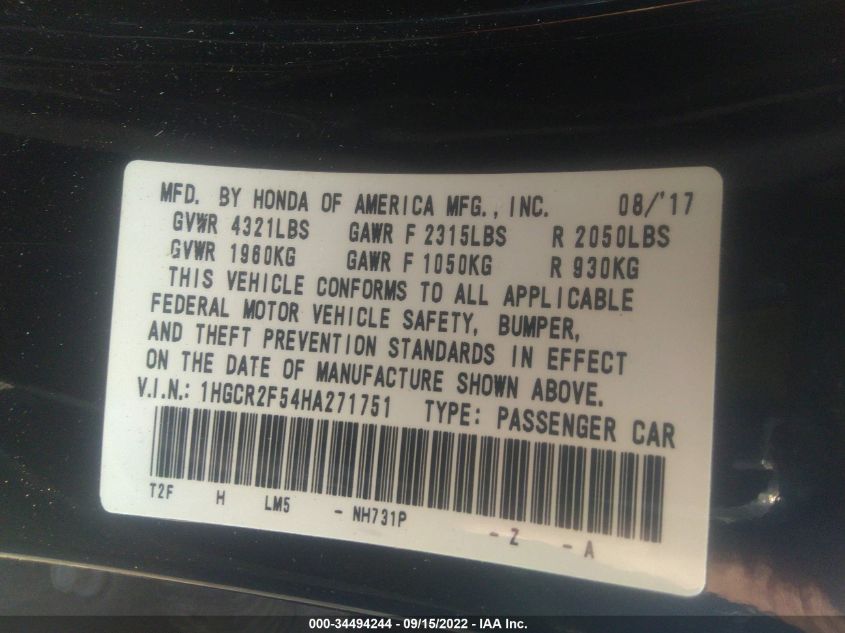 MFD. BY HONDA OF AMERICA MFG., INC. 08/'17
GVWR 4321LBS GAWR F 2315LBS R 2050LBS
GVWR 1960KG GAWR F 1050KG R 930KG
THIS VEHICLE CONFORMS TO ALL APPLICABLE
FEDERAL MOTOR VEHICLE SAFETY, BUMPER,
AND THEFT PREVENTION STANDARDS IN EFFECT
ON THE DATE OF MANUFACTURE SHOWN ABOVE.
V.I.N.: 1HGCR2F54HA271751 TYPE: PASSENGER CAR
T2F H LM5 - NH731P - Z - A
000-34494244 - 09/15/2022 - IAA Inc.